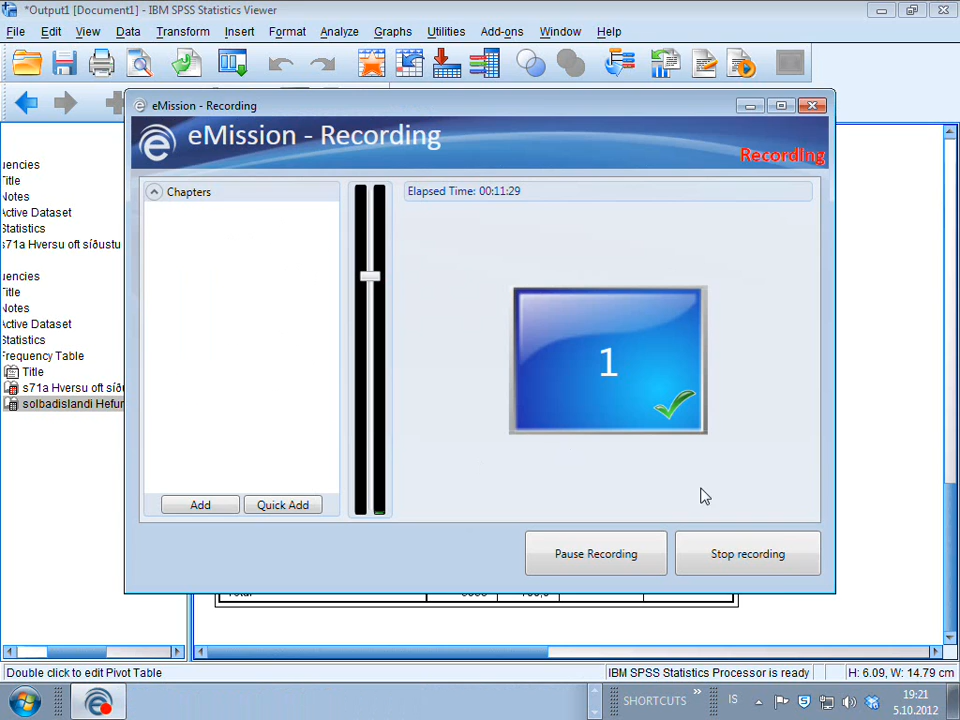 *Output1 [Document1] - IBM SPSS Statistics Viewer
File Edit View Data Transform Insert Format Analyze Graphs Utilities Add-ons Window Help
eMission - Recording
eMission - Recording
Recording
Chapters
Elapsed Time: 00:11:29
uencies
Title
Notes
Active Dataset
Statistics
s71a Hversu oft síðustu
uencies
Title
Notes
Active Dataset
Statistics
Frequency Table
Title
s71a Hversu oft síðu
solbadislandi Hefur
1
Add
Quick Add
Pause Recording
Stop recording
Double click to edit Pivot Table
IBM SPSS Statistics Processor is ready
H: 6.09, W: 14.79 cm
SHORTCUTS
IS
19:21
5.10.2012